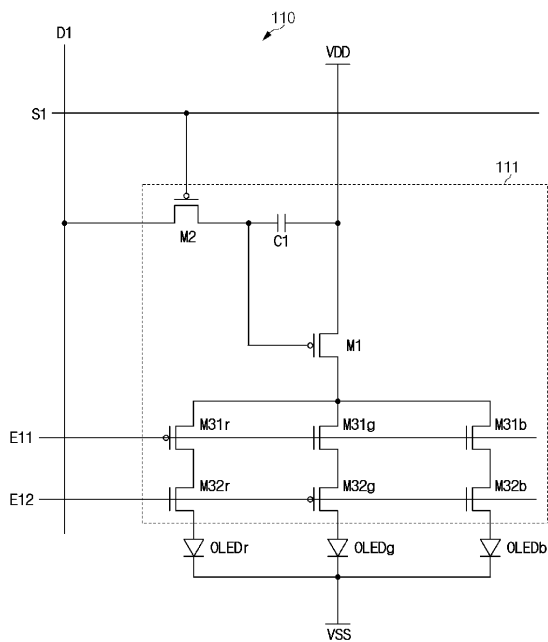 110
D1
VDD
S1
111
M2
C1
M1
M31r
M31g
M31b
E11
M32r
M32g
M32b
E12
OLEDr
OLEDg
OLEDb
VSS